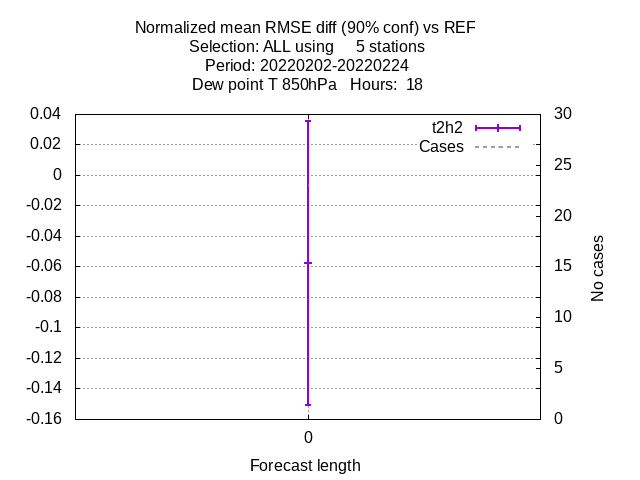 Normalized mean RMSE diff (90% conf) vs REF
Selection: ALL using     5 stations
Period: 20220202-20220224
Dew point T 850hPa   Hours:  18
t2h2
Cases
0.04
0.02
0
-0.02
-0.04
-0.06
-0.08
-0.1
-0.12
-0.14
-0.16
30
25
20
15
10
5
0
No cases
0
Forecast length